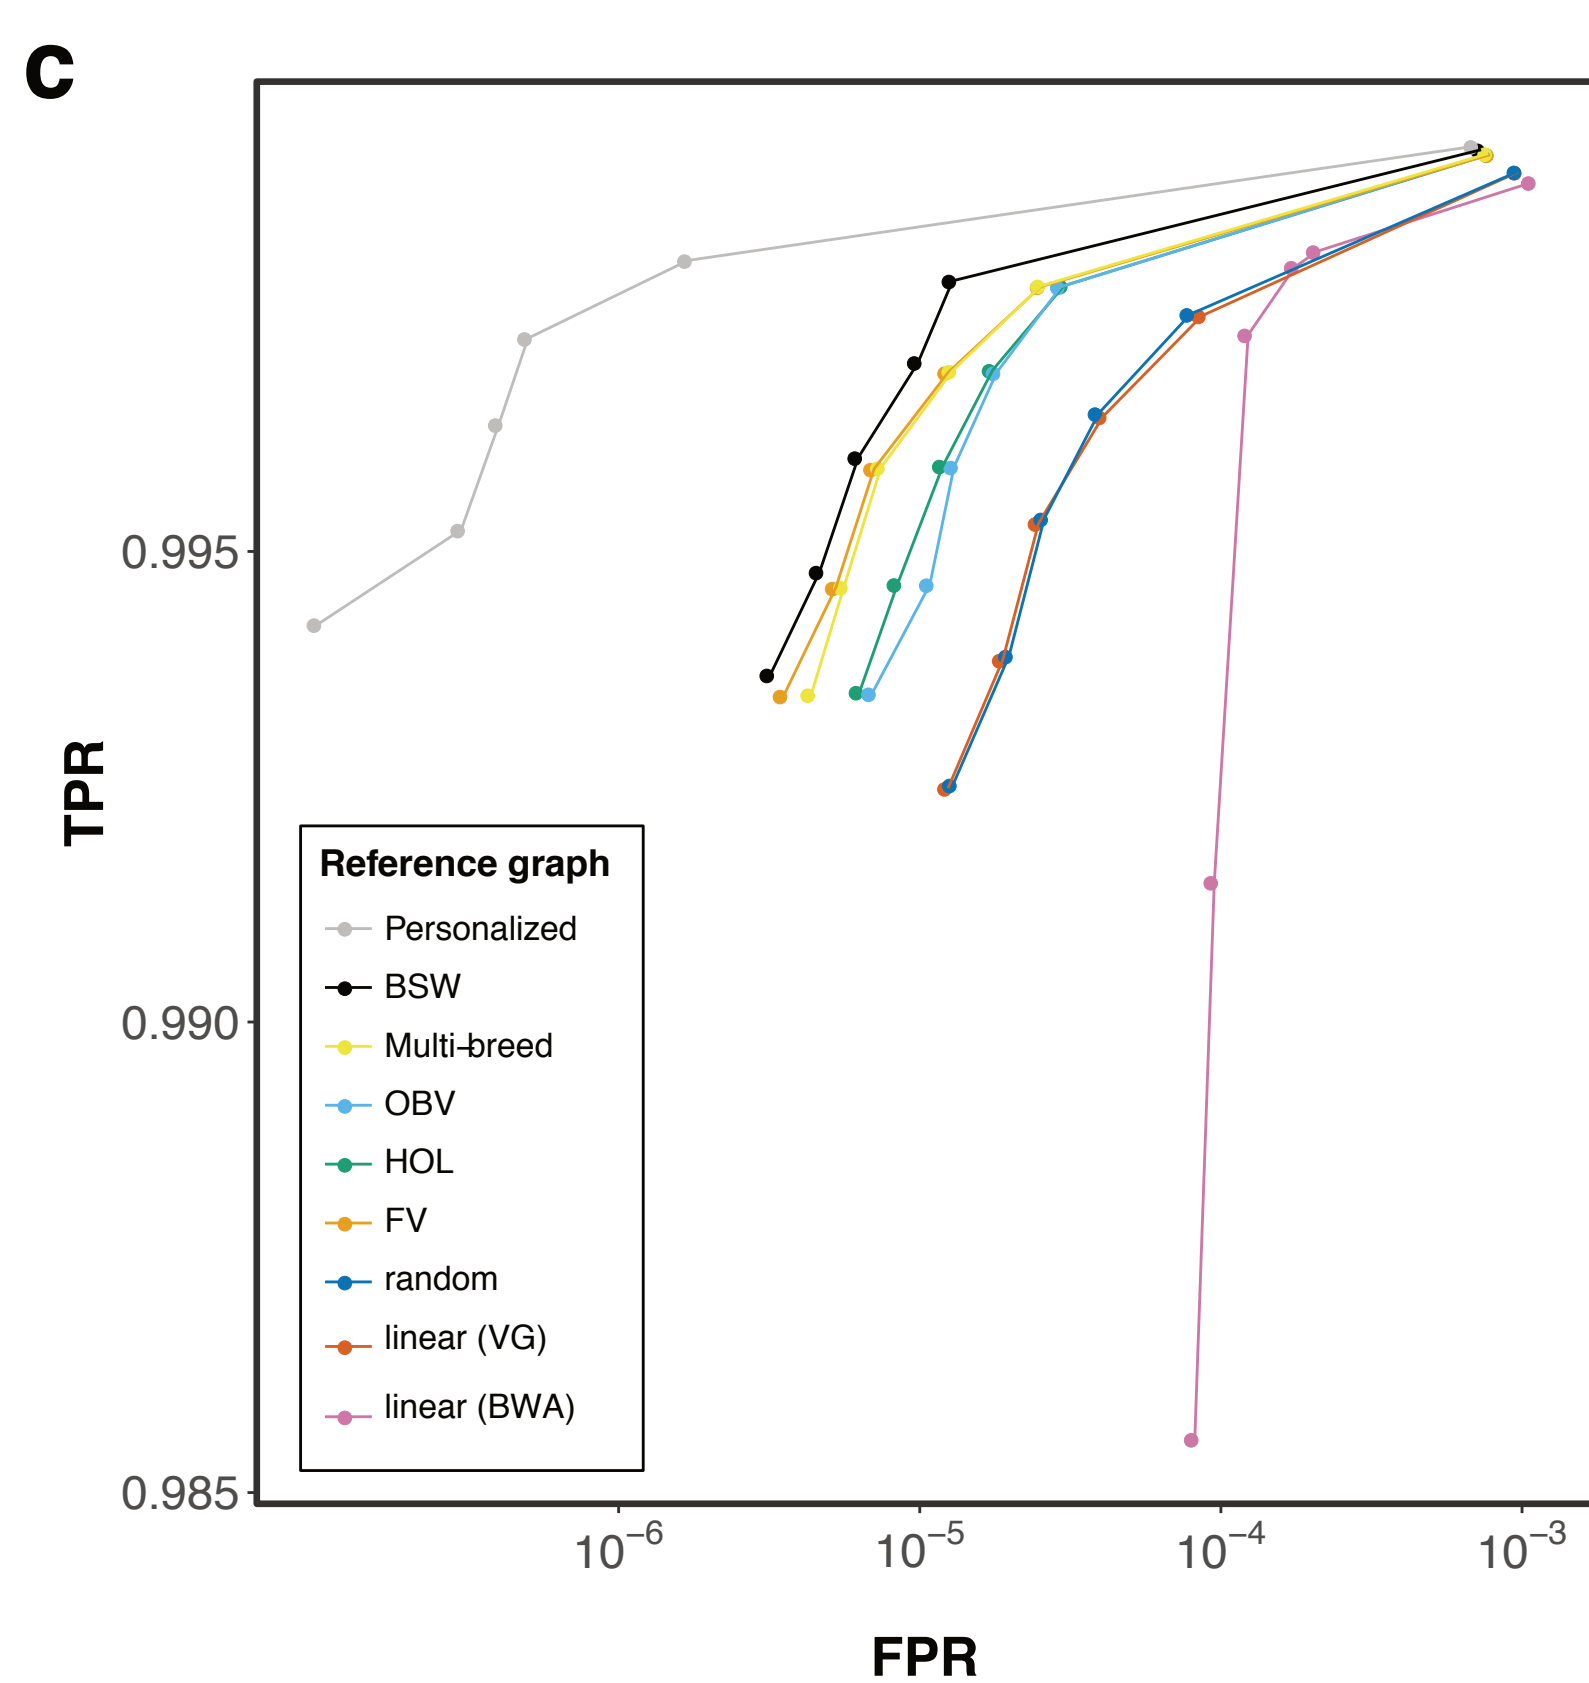 C
0.995
0.990
0.985
TPR
Reference graph
Personalized
BSW
Multi-breed
OBV
HOL
FV
random
linear (VG)
linear (BWA)
10⁻⁶ 10⁻⁵ 10⁻⁴ 10⁻³
FPR